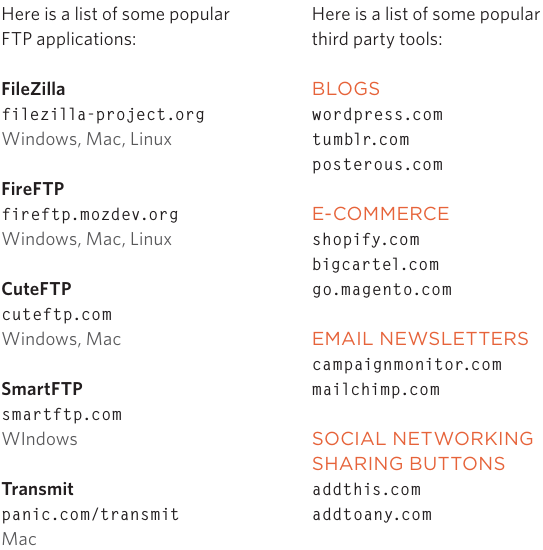 Here is a list of some popular
FTP applications:
FileZilla
filezilla-project.org
Windows, Mac, Linux
FireFTP
fireftp.mozdev.org
Windows, Mac, Linux
CuteFTP
cuteftp.com
Windows, Mac
SmartFTP
smartftp.com
WIndows
Transmit
panic.com/transmit
Mac
Here is a list of some popular
third party tools:
BLOGS
wordpress.com
tumblr.com
posterous.com
E-COMMERCE
shopify.com
bigcartel.com
go.magento.com
EMAIL NEWSLETTERS
campaignmonitor.com
mailchimp.com
SOCIAL NETWORKING
SHARING BUTTONS
addthis.com
addtoany.com